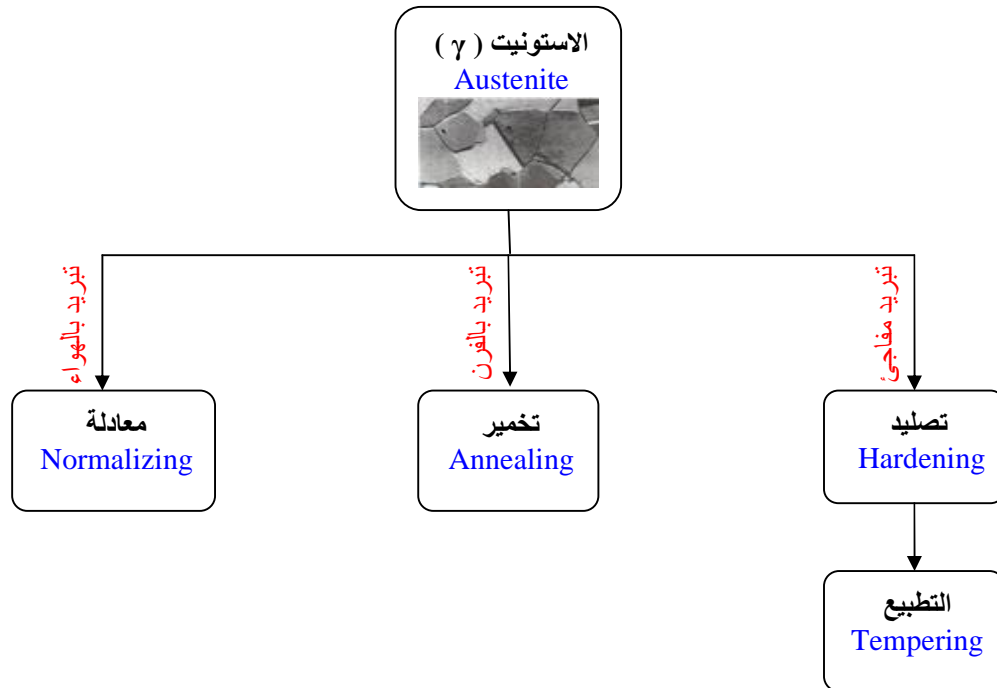 الاستونيت ( γ )
Austenite
تبريد مفاجئ
تبريد بالفرن
تبريد بالهواء
تصليد
Hardening
تخمير
Annealing
معادلة
Normalizing
التطبيع
Tempering